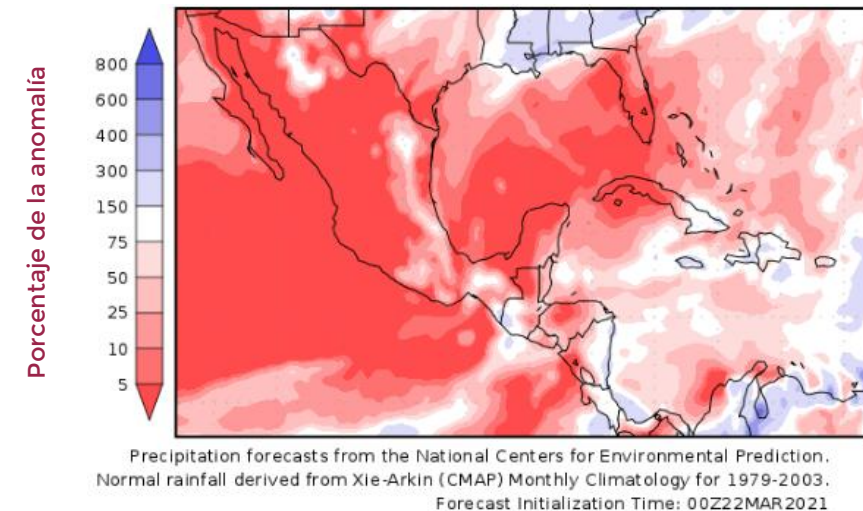 Porcentaje de la anomalía
800
600
400
300
150
75
50
25
10
5
Precipitation forecasts from the National Centers for Environmental Prediction.
Normal rainfall derived from Xie-Arkin (CMAP) Monthly Climatology for 1979-2003.
Forecast Initialization Time: 00Z22MAR2021